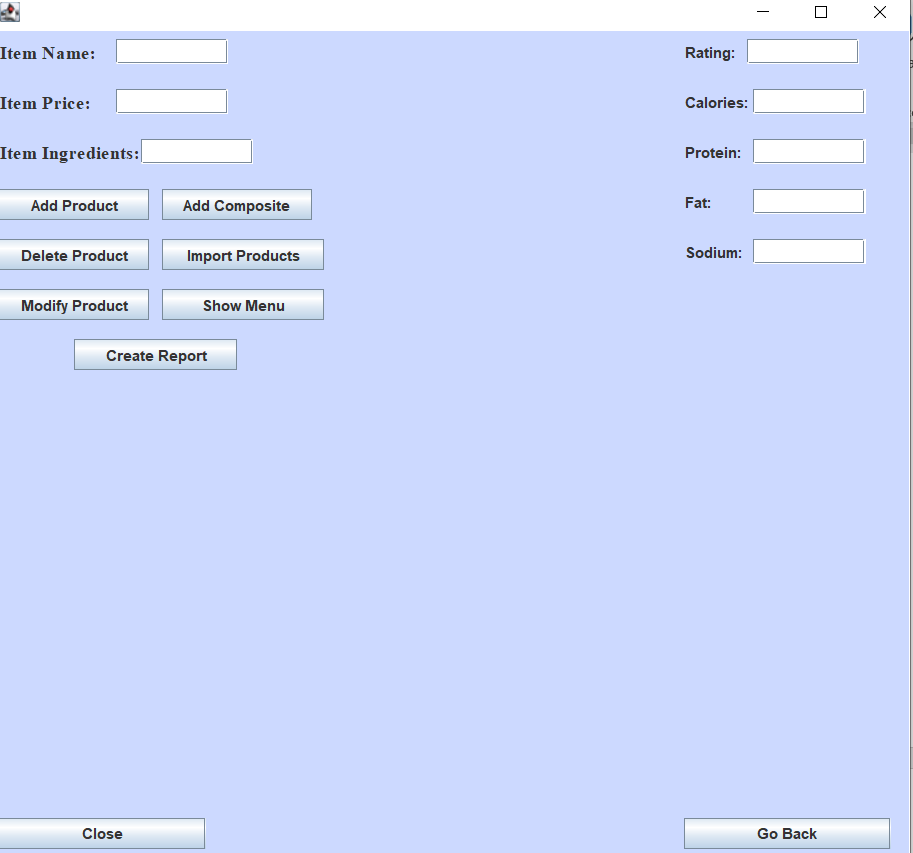 Item Name:
Rating:
Item Price:
Calories:
Item Ingredients:
Protein:
Add Product
Add Composite
Fat:
Delete Product
Import Products
Sodium:
Modify Product
Show Menu
Create Report
Close
Go Back